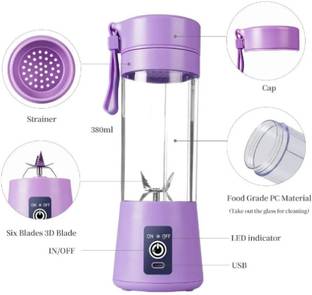 Strainer
Cap
380ml
Six Blades 3D Blade
IN/OFF
ON OFF
ON OFF
Food Grade PC Material
(Take out the glass for cleaning)
LED indicator
USB